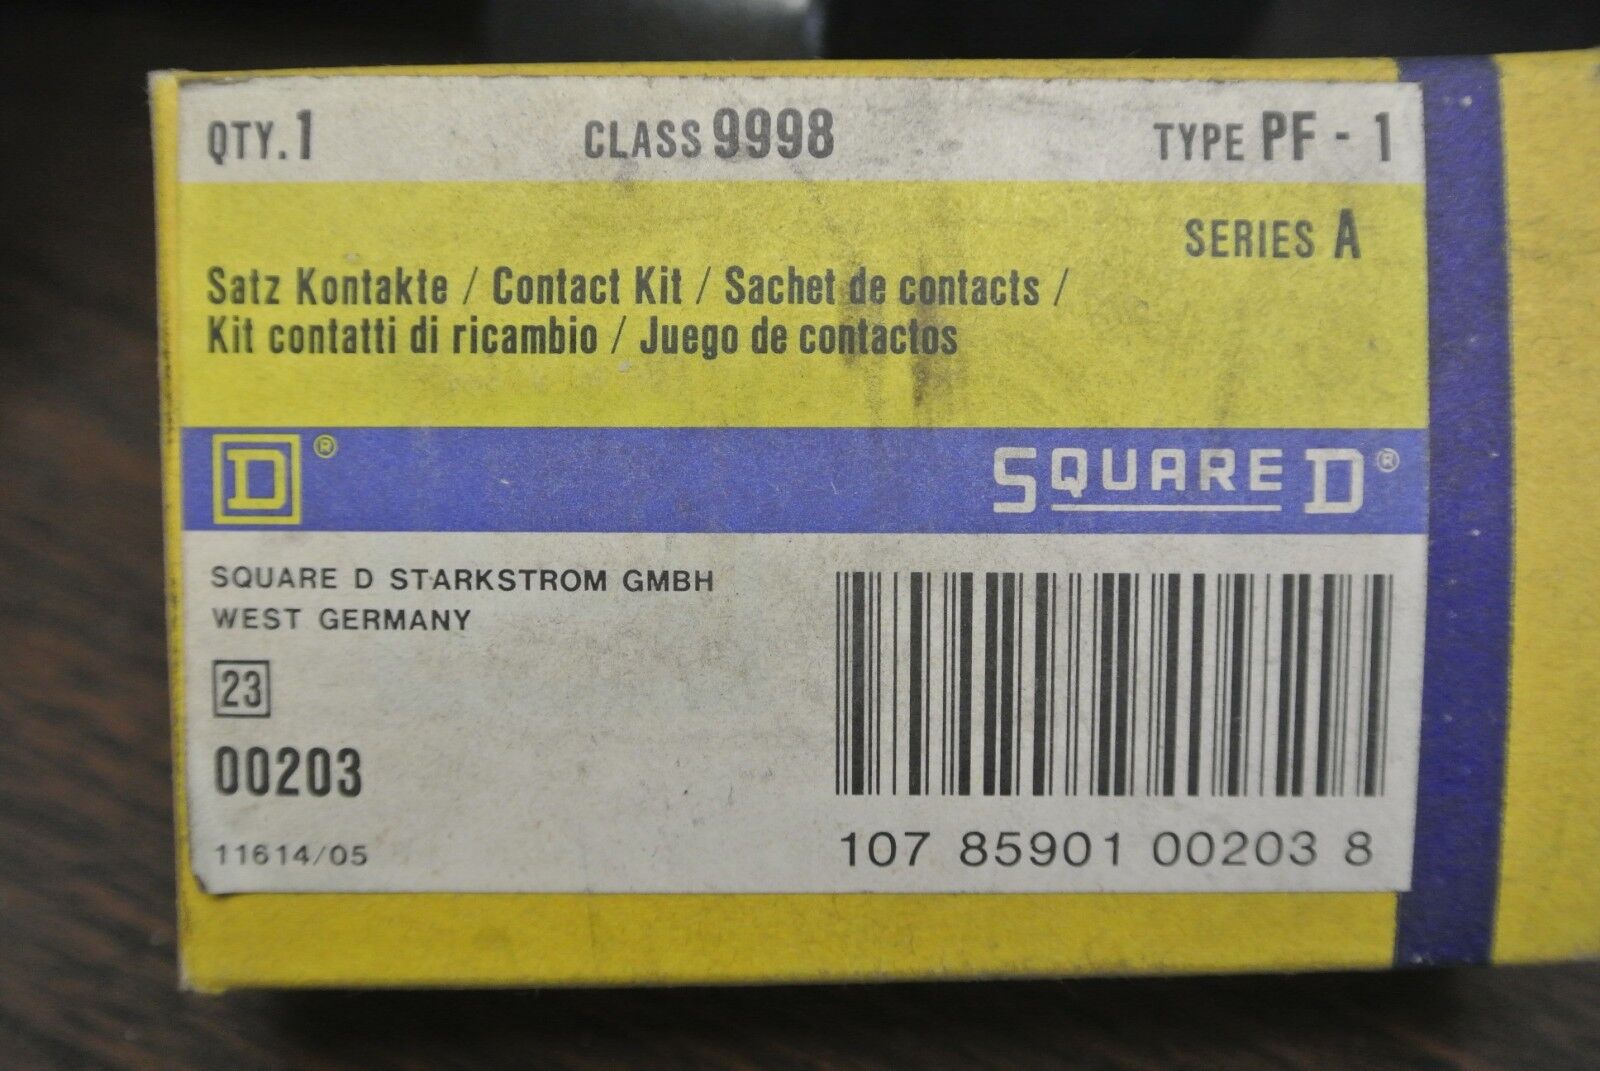 QTY.1 CLASS 9998 TYPE PF - 1
SERIES A
Satz Kontakte / Contact Kit / Sachet de contacts /
Kit contatti di ricambio / Juego de contactos
D® SQUARE D®
SQUARE D STARKSTROM GMBH
WEST GERMANY
23
00203
11614/05
107 85901 00203 8